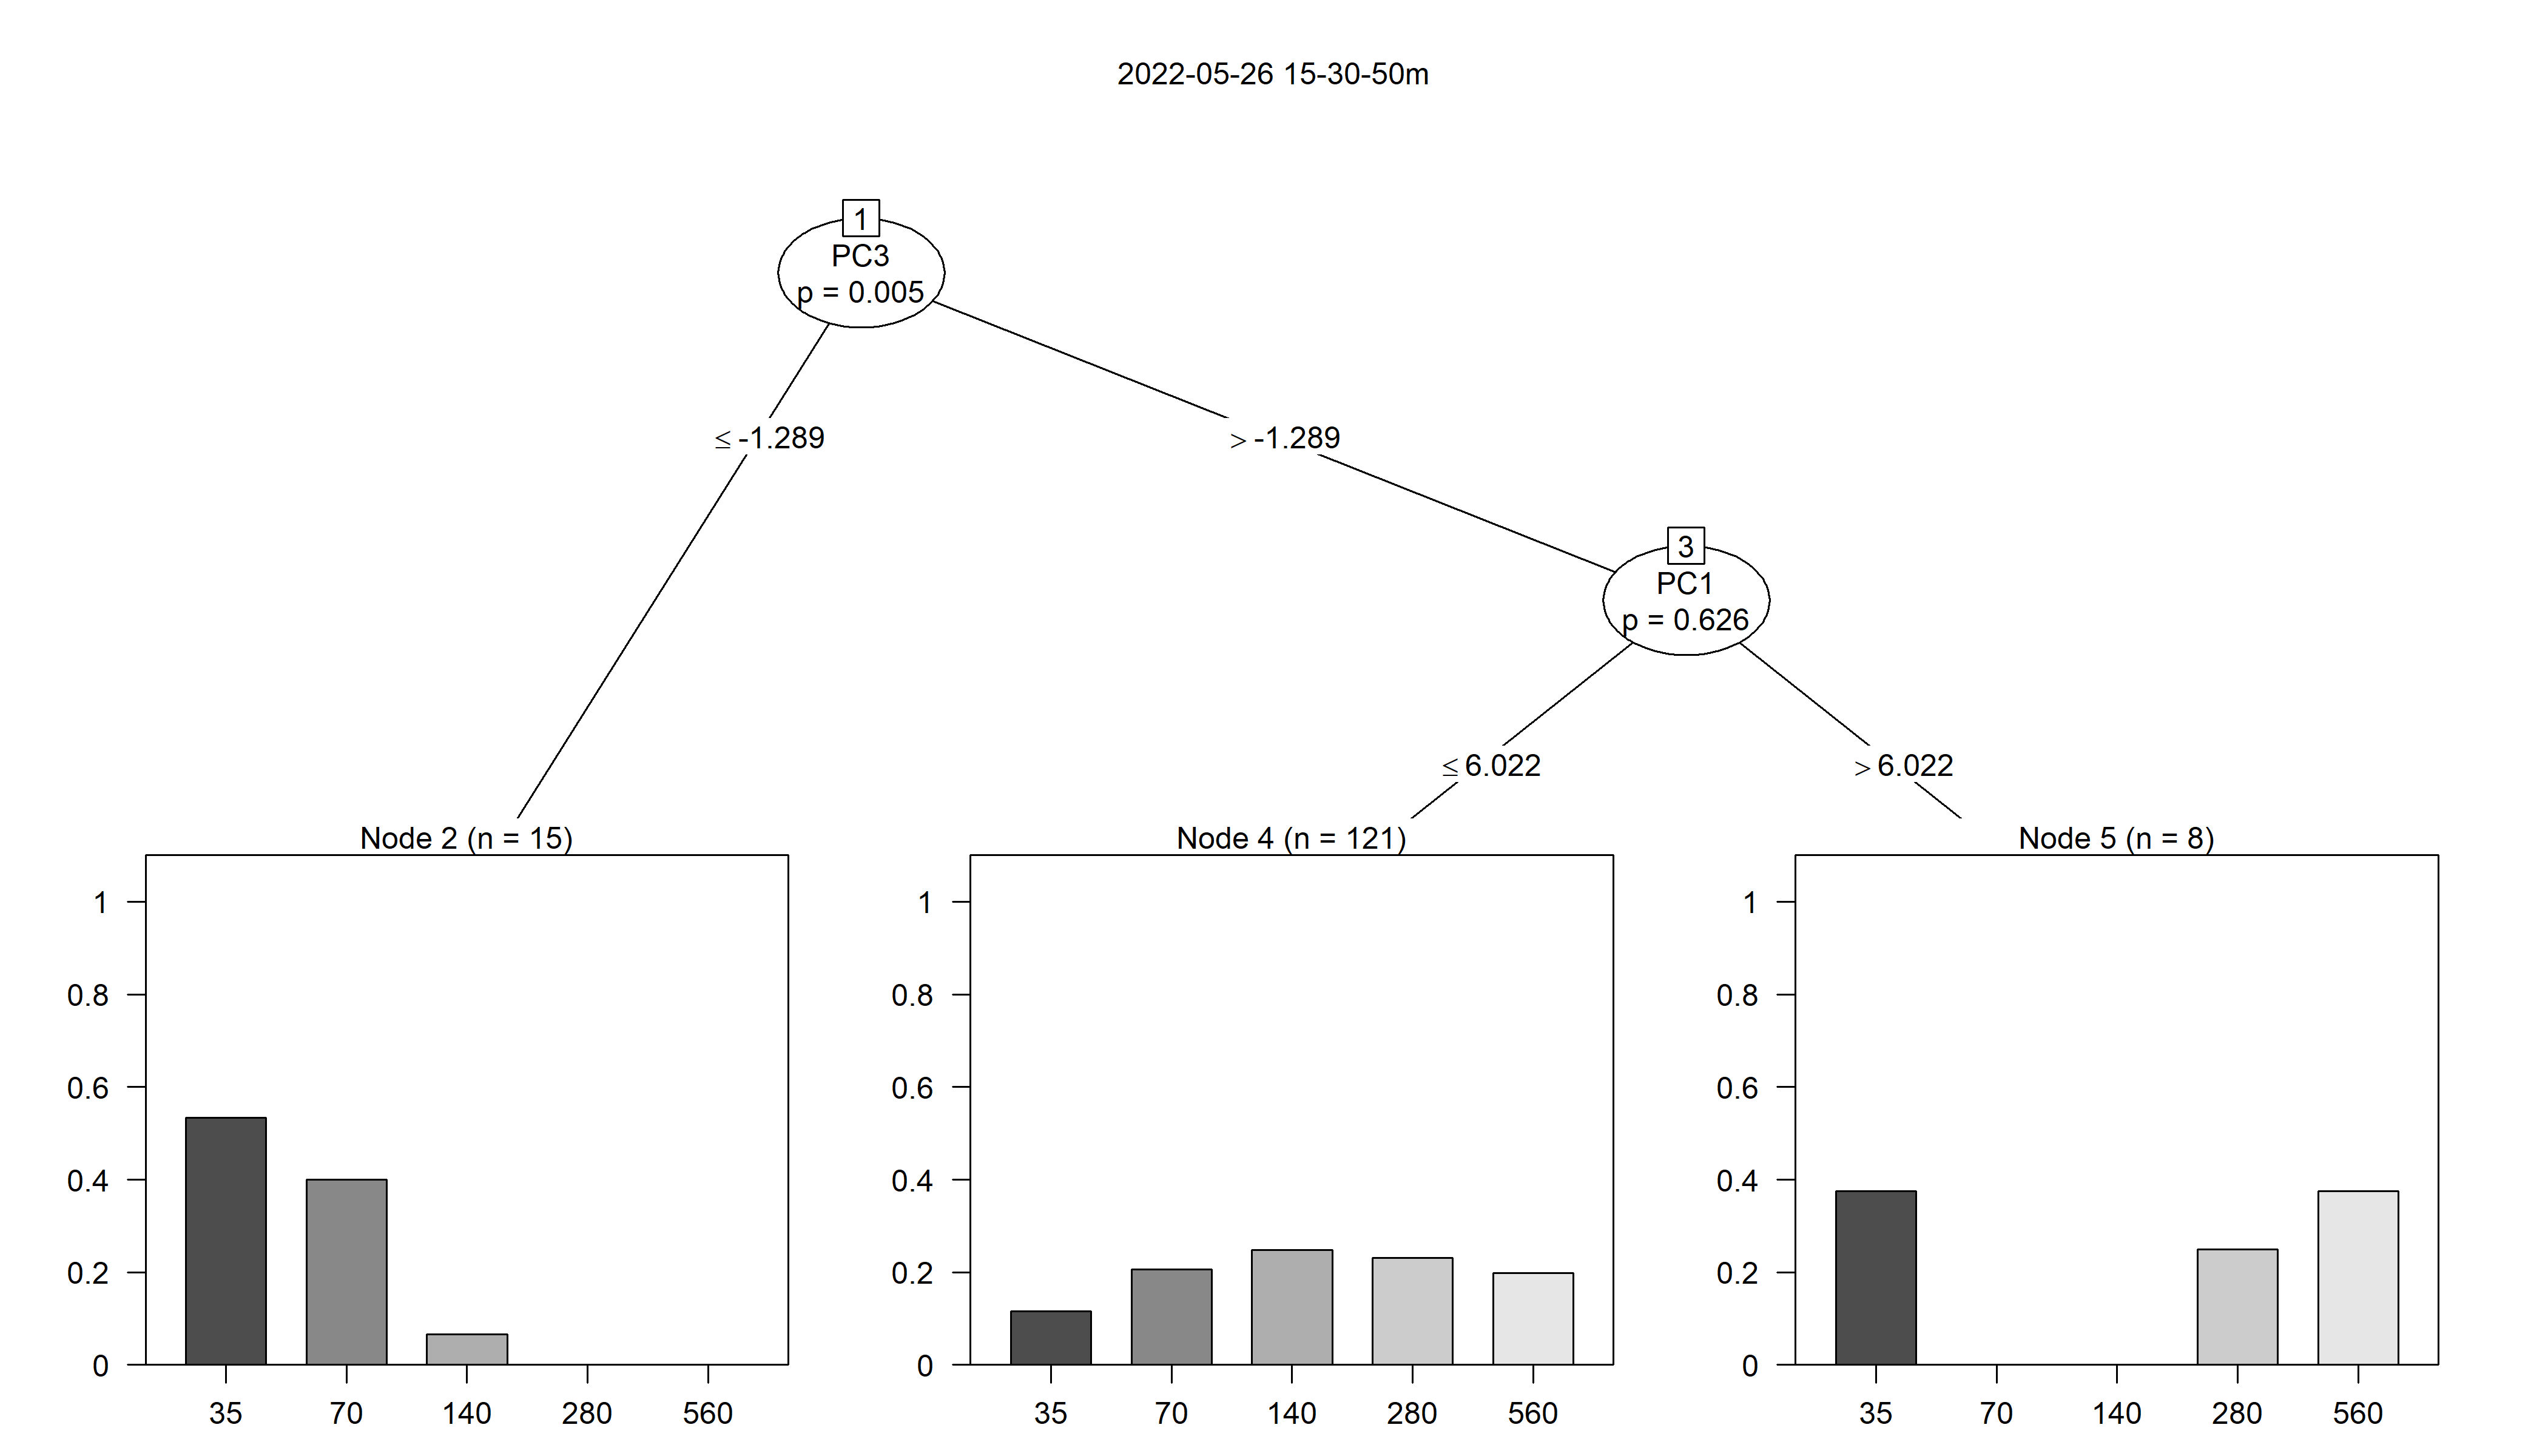 2022-05-26 15-30-50m
1
PC3
p = 0.005
≤ -1.289
> -1.289
3
PC1
p = 0.626
≤ 6.022
> 6.022
Node 2 (n = 15)
1
0.8
0.6
0.4
0.2
0
35 70 140 280 560
Node 4 (n = 121)
1
0.8
0.6
0.4
0.2
0
35 70 140 280 560
Node 5 (n = 8)
1
0.8
0.6
0.4
0.2
0
35 70 140 280 560